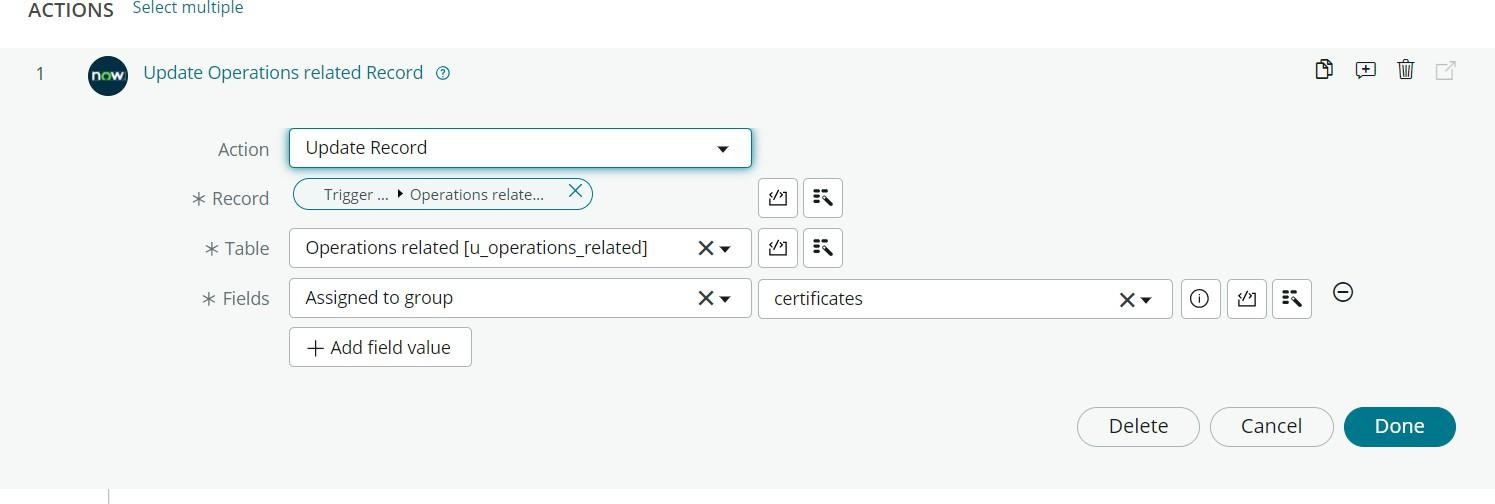 ACTIONS Select multiple
1 now Update Operations related Record ?
Action Update Record
* Record Trigger ... ▸ Operations relate... X
* Table Operations related [u_operations_related] X
* Fields Assigned to group X certificates X
+ Add field value
Delete Cancel Done